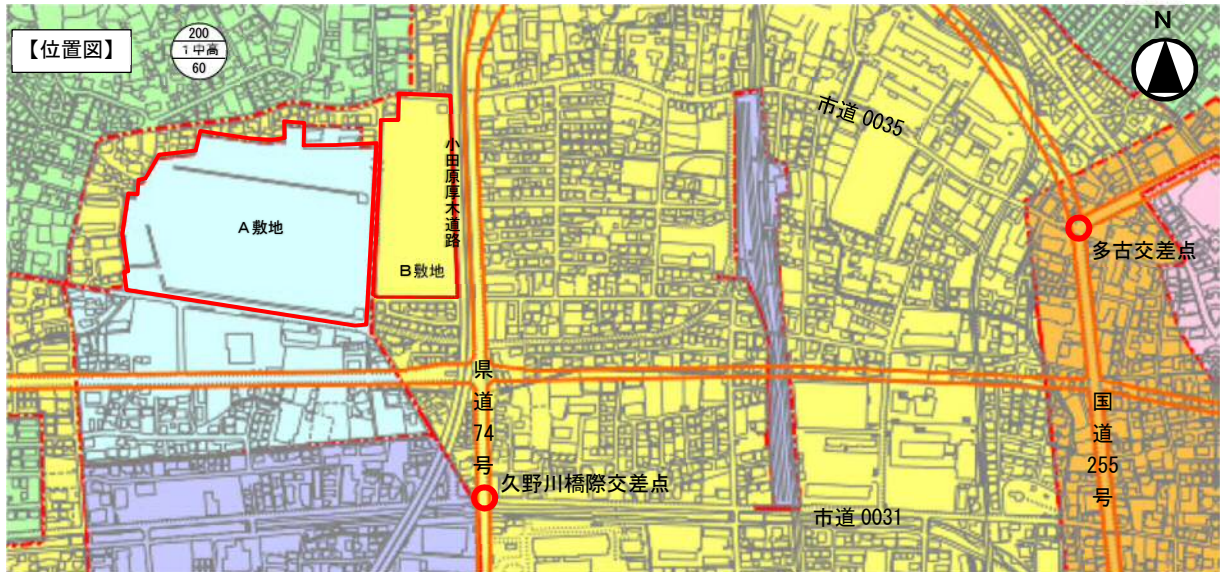 【位置図】
200
1中高
60
N
市道 0035
小田原厚木道路
A敷地
B敷地
多古交差点
県道74号
国道255号
久野川橋際交差点
市道 0031